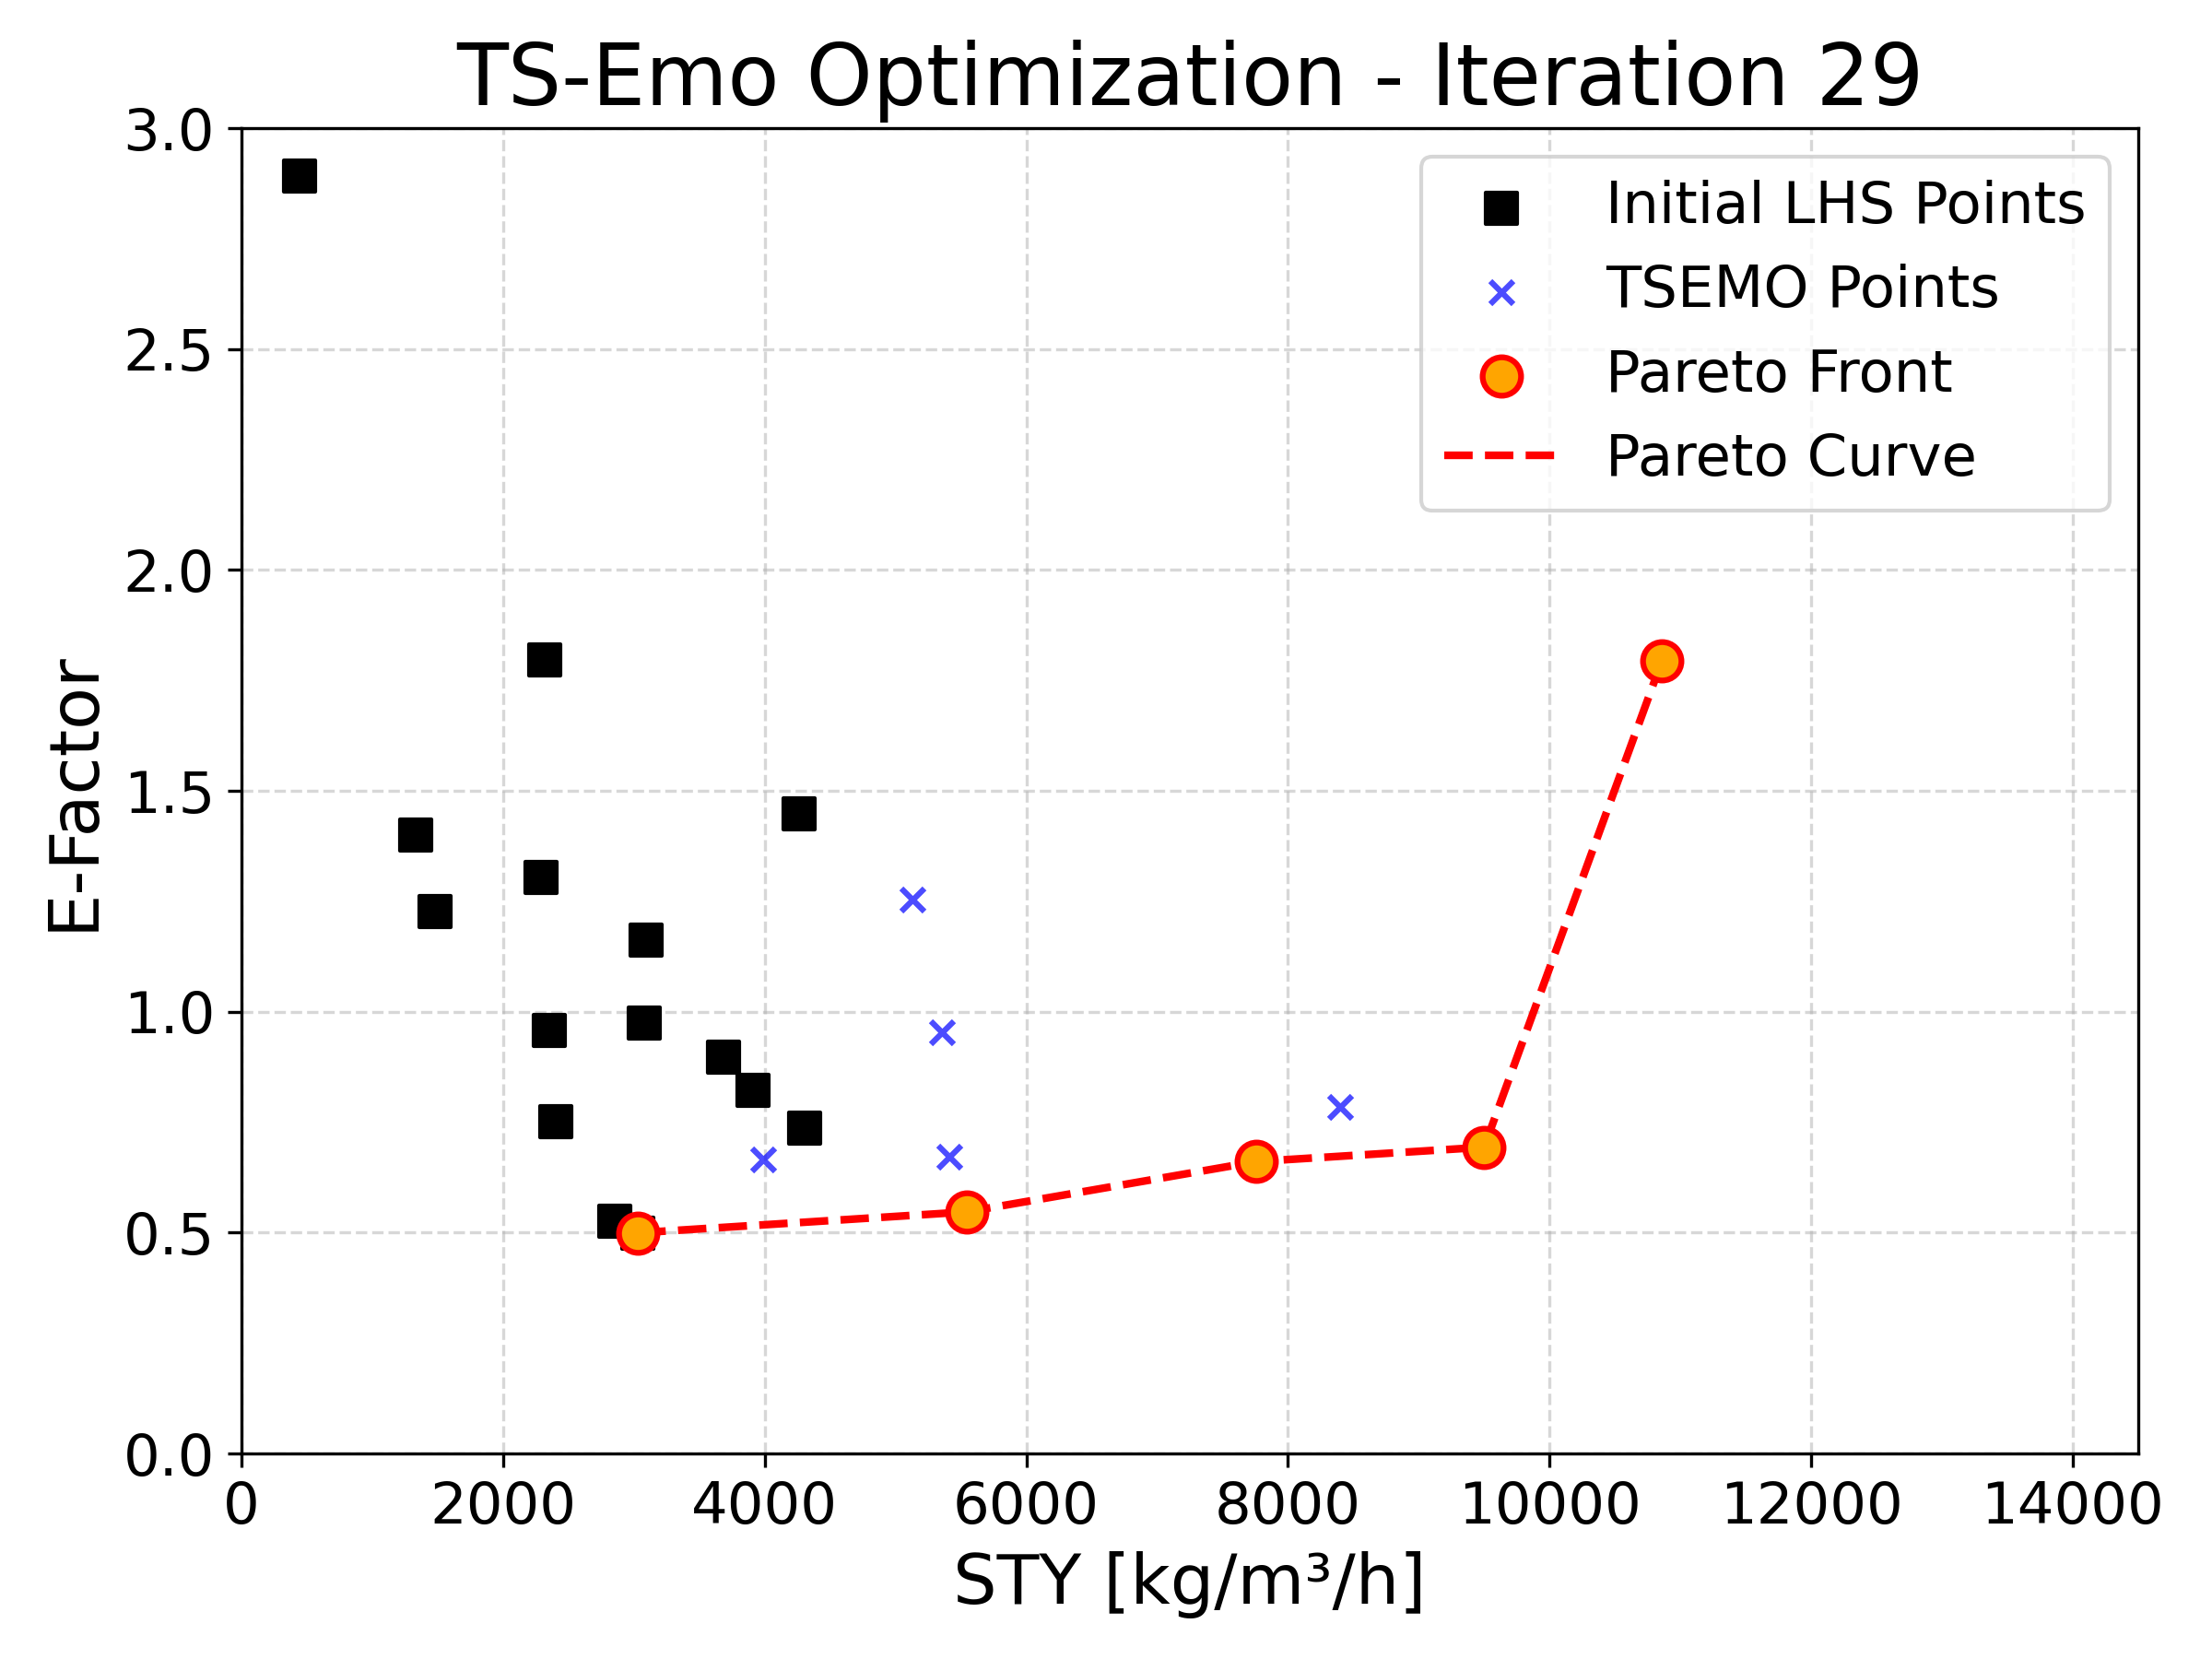 TS-Emo Optimization - Iteration 29
3.0
2.5
2.0
1.5
1.0
0.5
0.0
E-Factor
Initial LHS Points
TSEMO Points
Pareto Front
Pareto Curve
0 2000 4000 6000 8000 10000 12000 14000
STY [kg/m³/h]